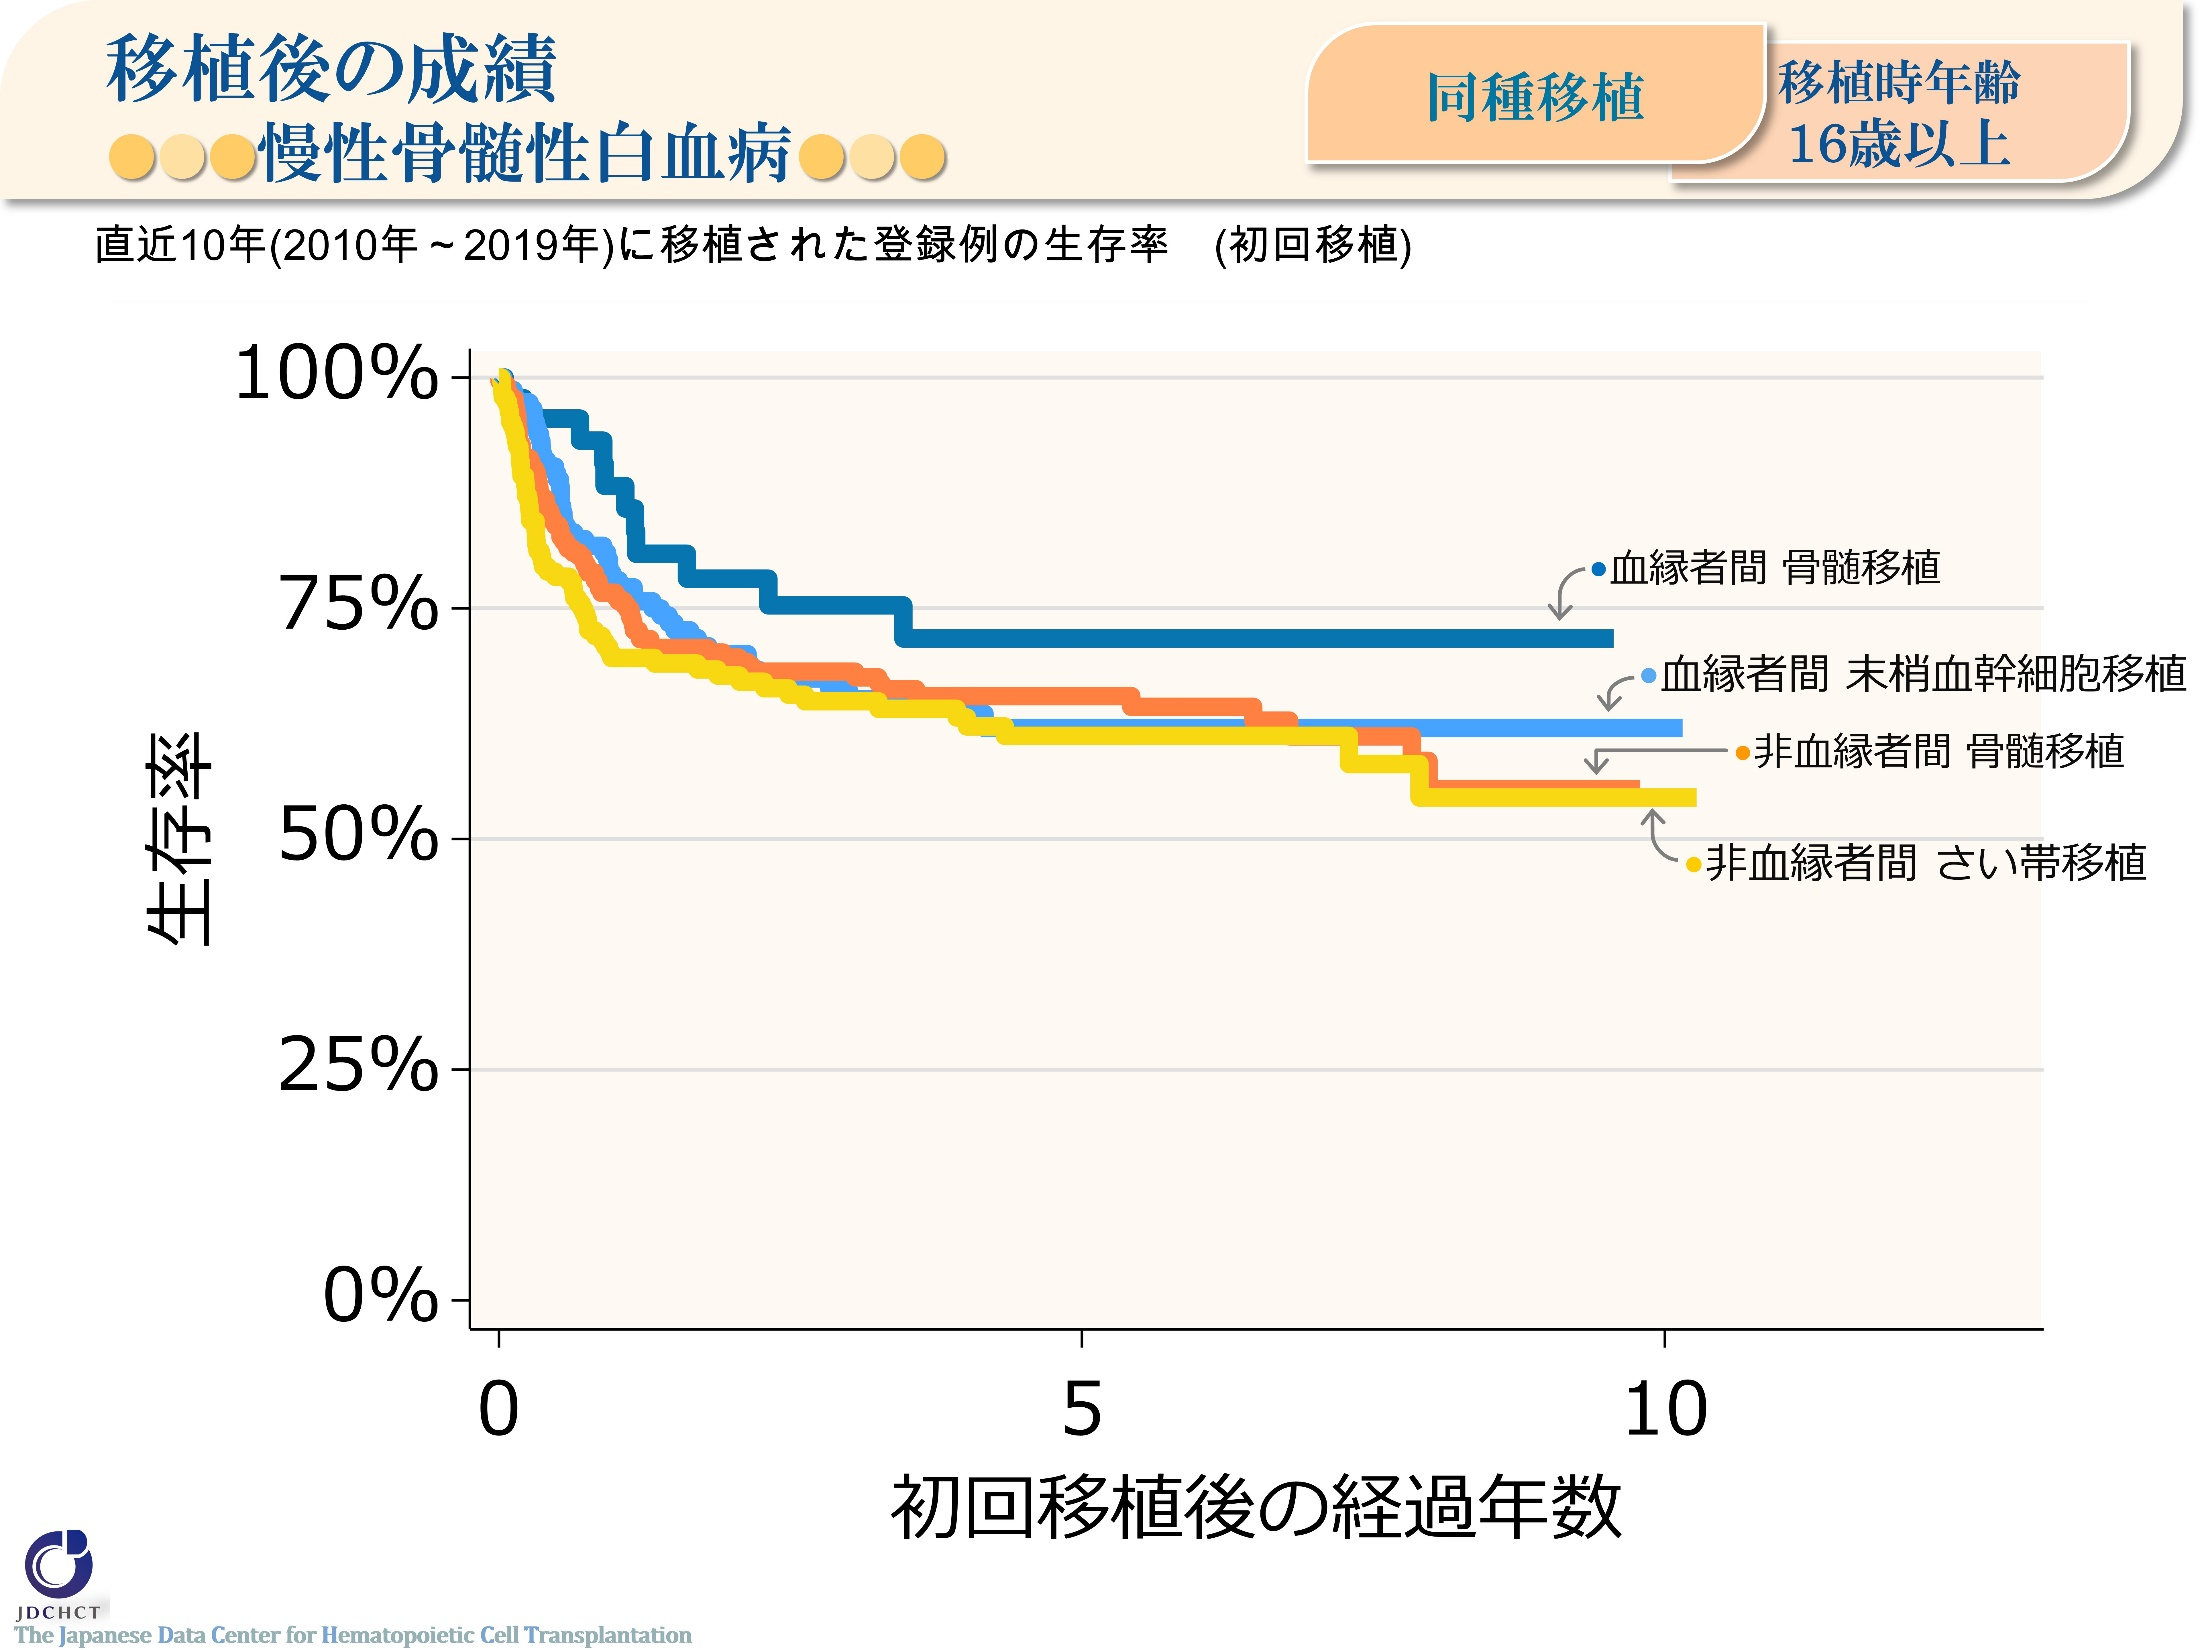 移植後の成績
慢性骨髄性白血病
同種移植
移植時年齢
16歳以上
直近10年(2010年～2019年)に移植された登録例の生存率　(初回移植)
100%
75%
50%
25%
0%
生存率
血縁者間 骨髄移植
血縁者間 末梢血幹細胞移植
非血縁者間 骨髄移植
非血縁者間 さい帯移植
0
5
10
初回移植後の経過年数
JDCHCT
The Japanese Data Center for Hematopoietic Cell Transplantation